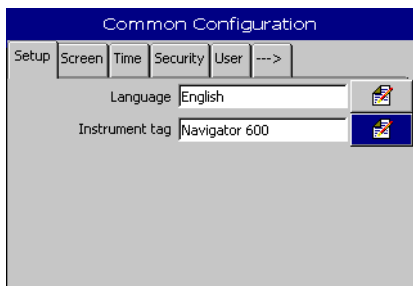 Common Configuration
Setup Screen Time Security User --->
Language English
Instrument tag Navigator 600